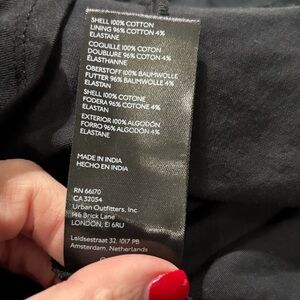 SHELL 100% COTTON
LINING 96% COTTON 4%
ELASTANE
COQUILLE 100% COTON
DOUBLURE 96% COTON 4%
ÉLASTHANNE
OBERSTOFF 100% BAUMWOLLE
FUTTER 96% BAUMWOLLE 4%
ELASTAN
SHELL 100% COTONE
FODERA 96% COTONE 4%
ELASTANE
EXTERIOR 100% ALGODÓN
FORRO 96% ALGODÓN 4%
ELASTANE
MADE IN INDIA
HECHO EN INDIA
RN 66170
CA 32054
Urban Outfitters, Inc
146 Brick Lane
LONDON, E1 6RU
Leidsestraat 32, 1017 PB
Amsterdam, Netherlands